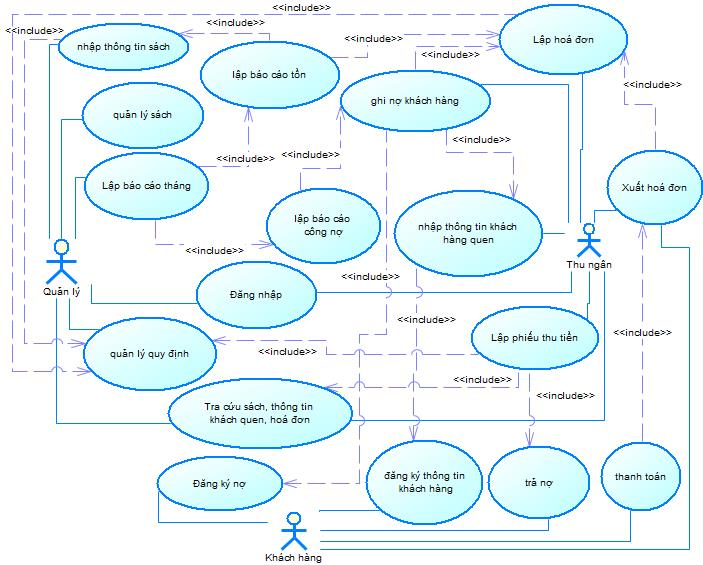 <<include>>
<<include>>
<<include>>
nhập thông tin sách
Lập hoá đơn
<<include>>
lập báo cáo tồn
<<include>>
ghi nợ khách hàng
quản lý sách
<<include>>
<<include>>
<<include>>
Lập báo cáo tháng
Xuất hoá đơn
lập báo cáo
công nợ
nhập thông tin khách
hàng quen
<<include>>
Thu ngân
Quản lý
Đăng nhập
<<include>>
<<include>>
Lập phiếu thu tiền
quản lý quy định
<<include>>
<<include>>
<<include>>
Tra cứu sách, thông tin
khách quen, hoá đơn
Đăng ký nợ
đăng ký thông tin
khách hàng
trả nợ
thanh toán
Khách hàng